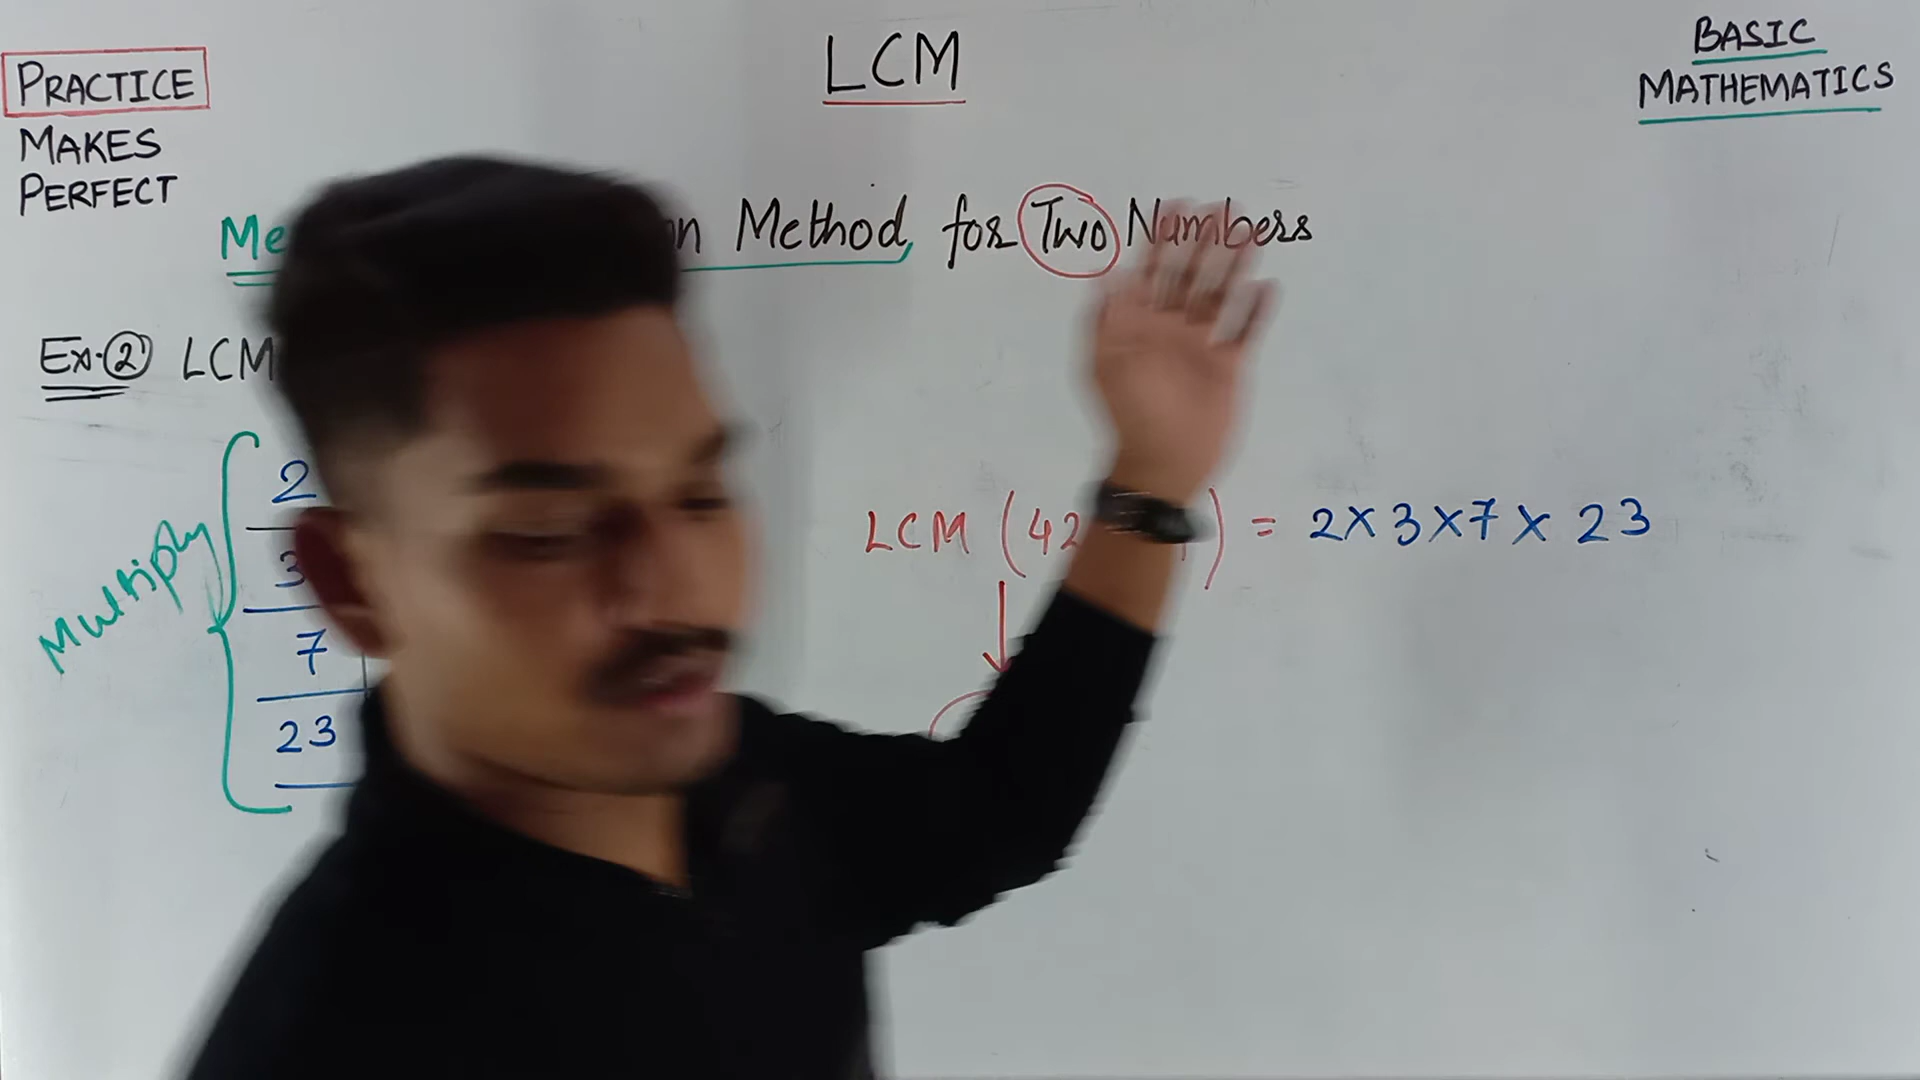 LCM
BASIC
MATHEMATICS
PRACTICE
MAKES
PERFECT
Method for Two Numbers
Ex-② LCM
2
3
7
23
Multiply
LCM (42 ) = 2 × 3 × 7 × 23